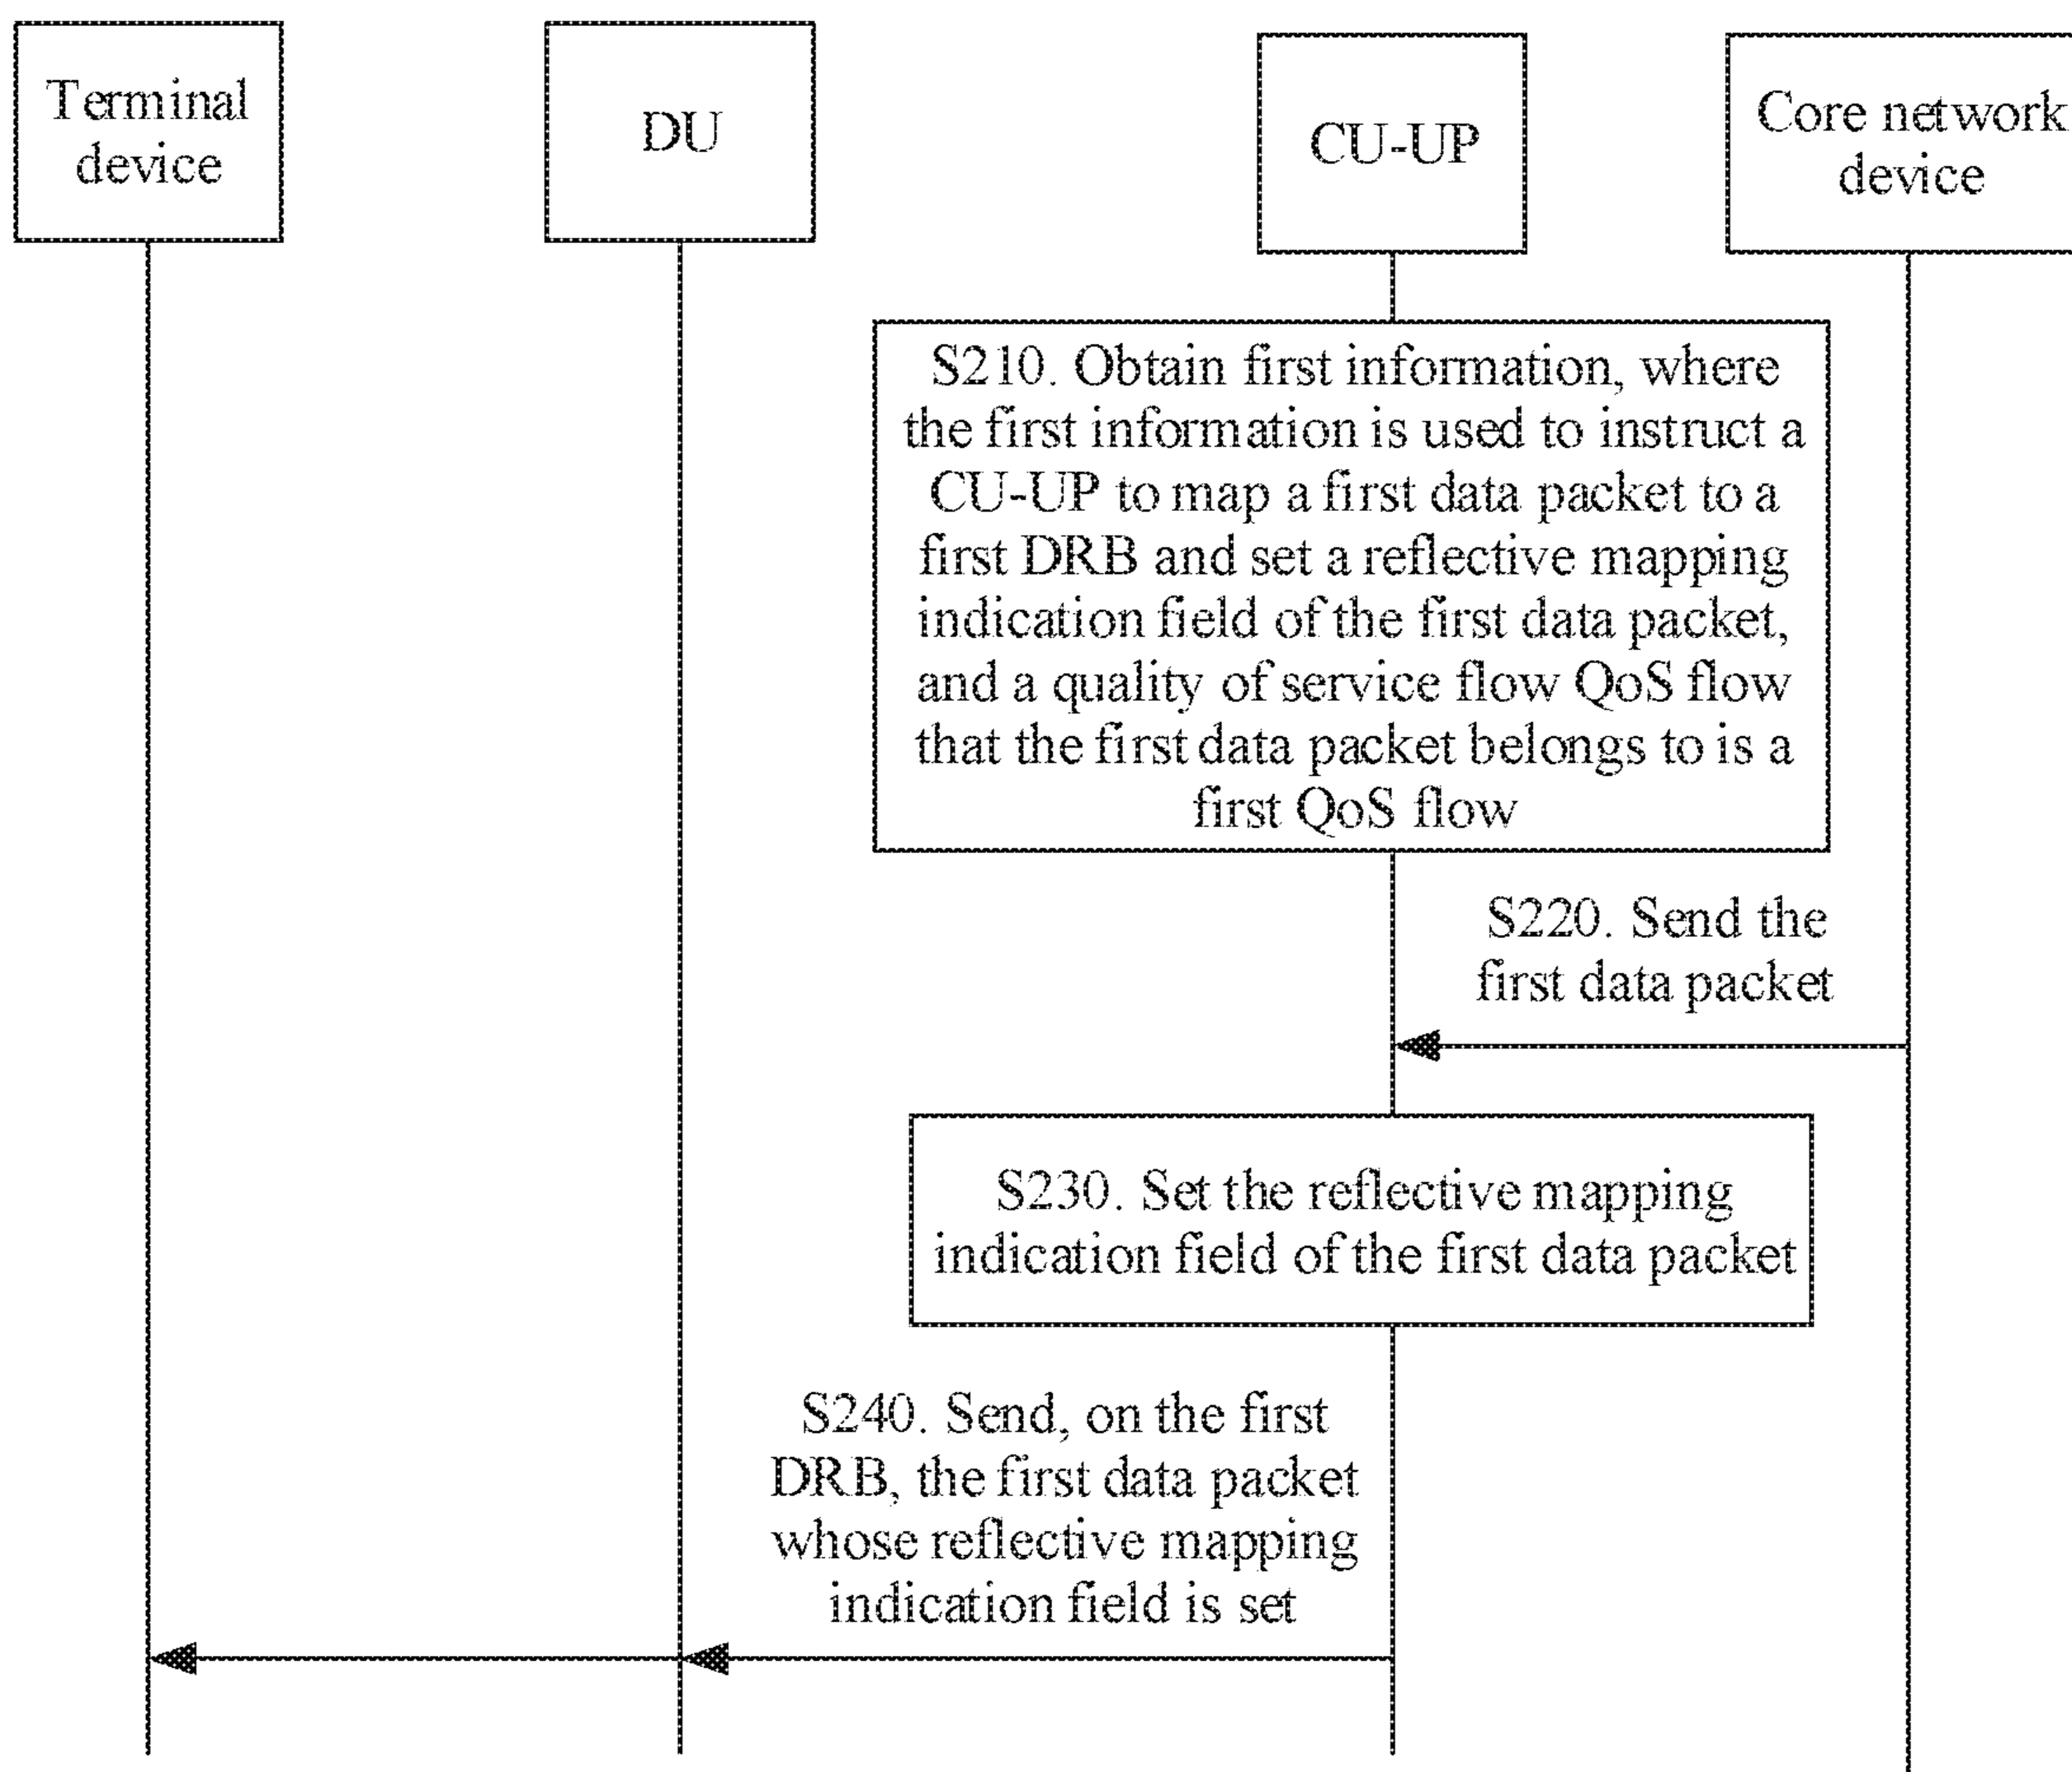 Terminal
device
DU
CU-UP
Core network
device
S210. Obtain first information, where
the first information is used to instruct a
CU-UP to map a first data packet to a
first DRB and set a reflective mapping
indication field of the first data packet,
and a quality of service flow QoS flow
that the first data packet belongs to is a
first QoS flow
S220. Send the
first data packet
S230. Set the reflective mapping
indication field of the first data packet
S240. Send, on the first
DRB, the first data packet
whose reflective mapping
indication field is set